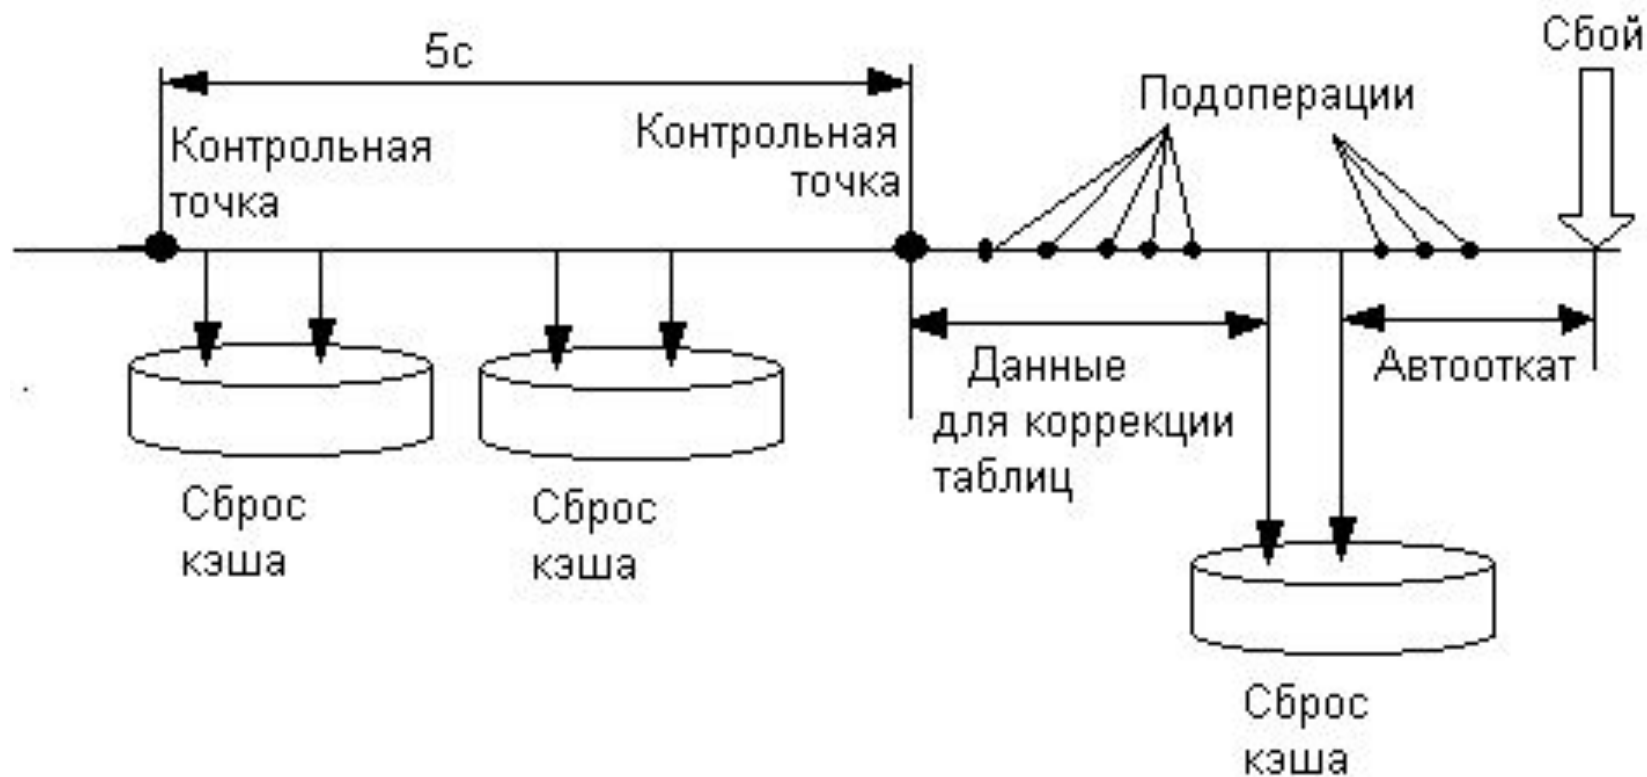 Сбой
5с
Подоперации
Контрольная
точка
Контрольная
точка
Данные
для коррекции
таблиц
Автооткат
Сброс
кэша
Сброс
кэша
Сброс
кэша